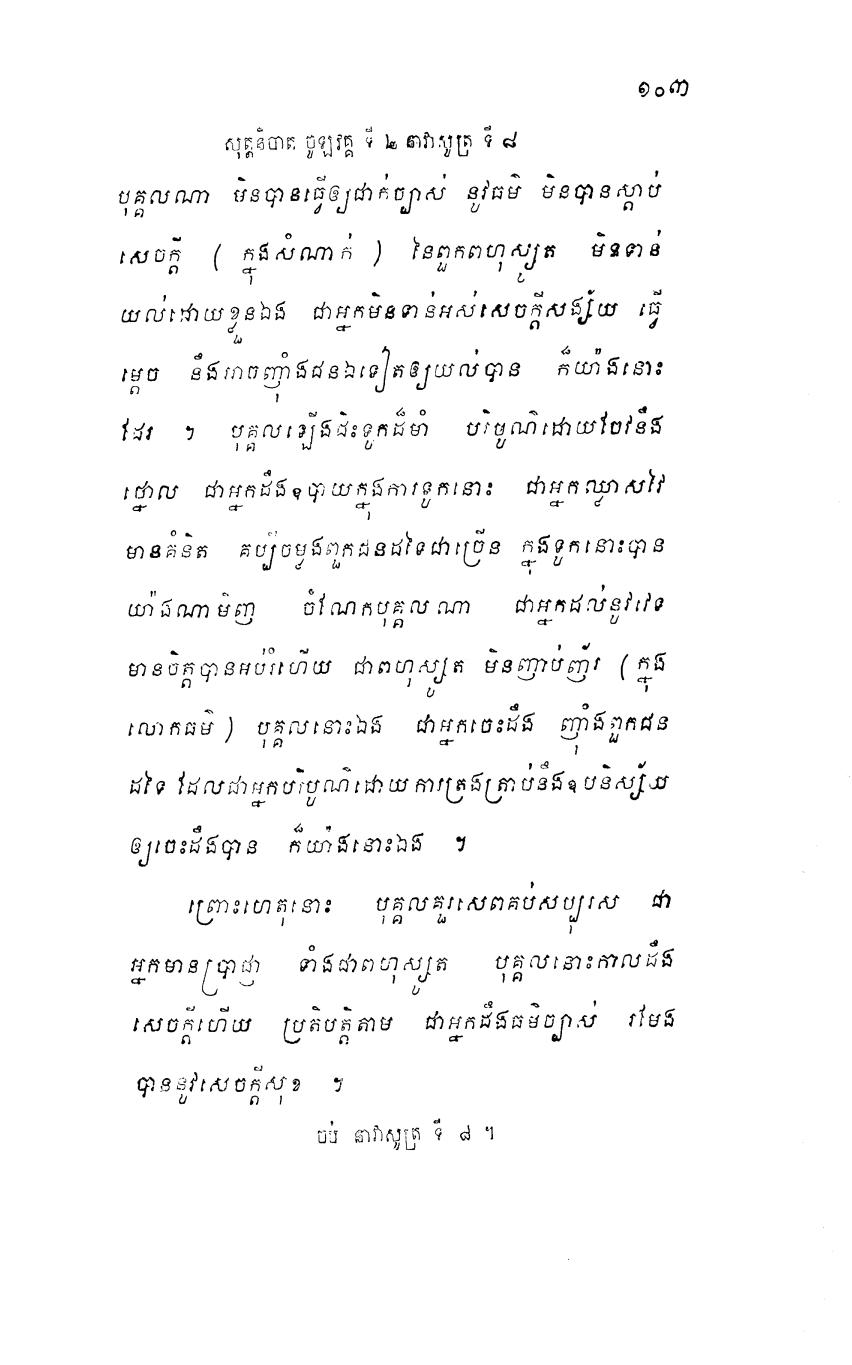 ១០៣
សុត្តនិបាត ចូឡវគ្គ ទី ២ នាវាសូត្រ ទី ៨
បុគ្គលណា មិនបានធ្វើឲ្យជាក់ច្បាស់ នូវធម៌ មិនបានស្តាប់
សេចក្តី ( ក្នុងសំណាក់ ) នៃពួកពហុស្សូត មិនទាន់
យល់ដោយខ្លួនឯង ជាអ្នកមិនទាន់អស់សេចក្តីសង្ស័យ ធ្វើ
ម្តេច នឹងអាចញ៉ាំងជនឯទៀតឲ្យយល់បាន ក៏យ៉ាងនោះ
ដែរ ។ បុគ្គលឡើងជិះទូកដ៏មាំ បរិបូណ៌ដោយចែវនឹង
ថ្នោល ជាអ្នកដឹងឧបាយក្នុងការទូកនោះ ជាអ្នកឈ្លាសវៃ
មានគំនិត គប្បីចម្លងពួកជនដទៃជាច្រើន ក្នុងទូកនោះបាន
យ៉ាងណាមិញ ចំណែកបុគ្គលណា ជាអ្នកដល់នូវវេទ
មានចិត្តបានអប់រំហើយ ជាពហុស្សូត មិនញាប់ញ័រ (ក្នុង
លោកធម៌ ) បុគ្គលនោះឯង ជាអ្នកចេះដឹង ញ៉ាំងពួកជន
ដទៃ ដែលជាអ្នកបរិបូណ៌ដោយការត្រងត្រាប់នឹងឧបនិស្ស័យ
ឲ្យចេះដឹងបាន ក៏យ៉ាងនោះឯង ។
ព្រោះហេតុនោះ បុគ្គលគួរសេពគប់សប្បុរស ជា
អ្នកមានប្រាជ្ញា ទាំងជាពហុស្សូត បុគ្គលនោះកាលដឹង
សេចក្តីហើយ ប្រតិបត្តិតាម ជាអ្នកដឹងធម៌ច្បាស់ រមែង
បាននូវសេចក្តីសុខ ។
ចប់ នាវាសូត្រ ទី ៨ ។